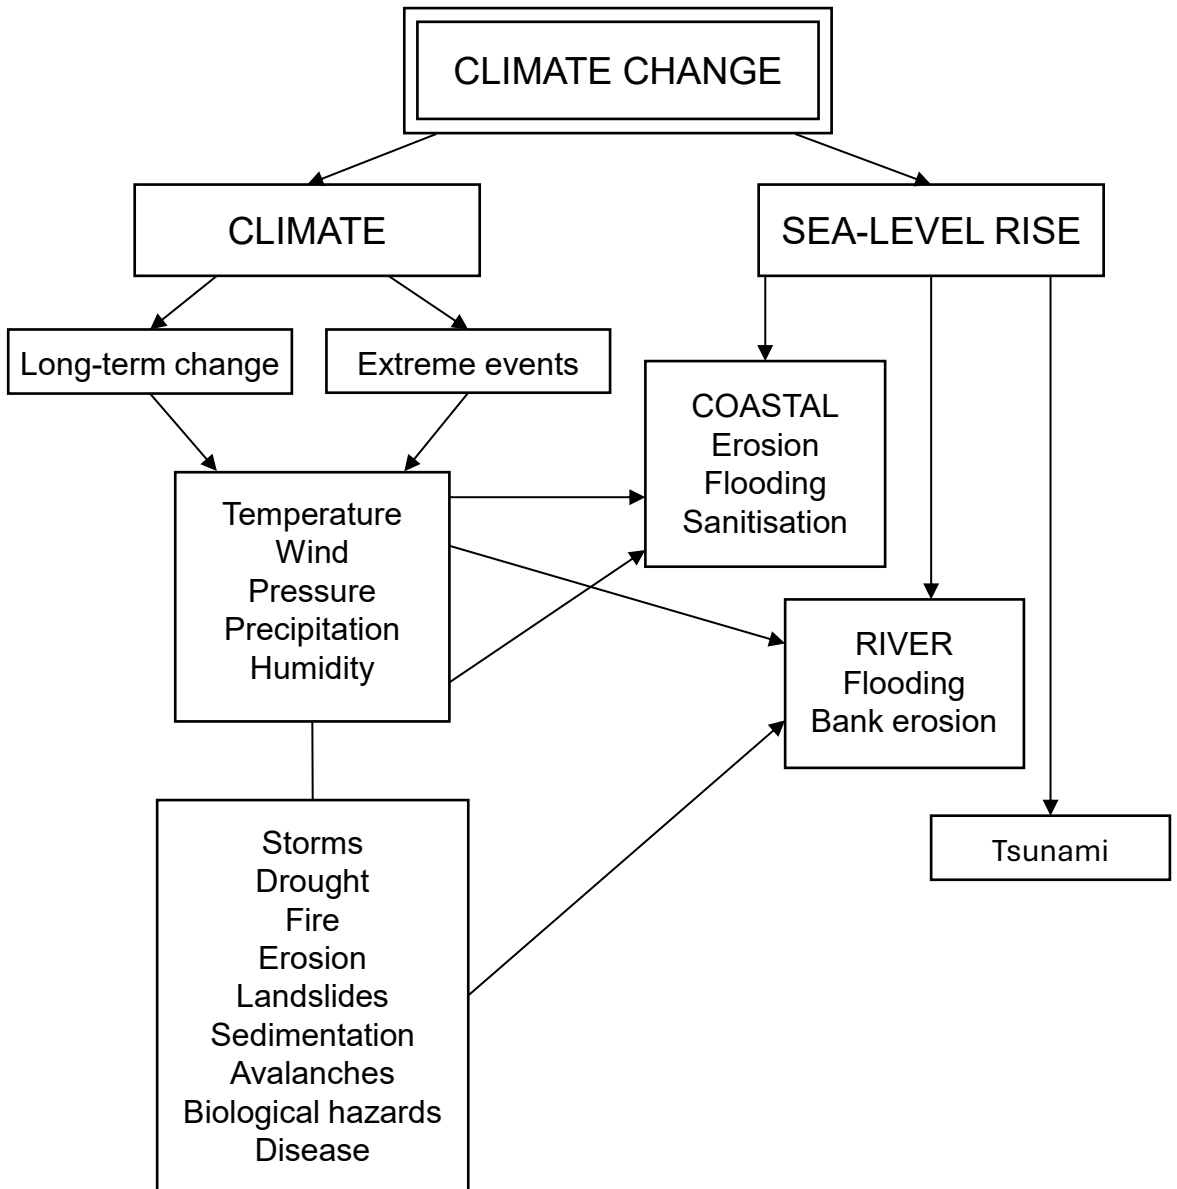 CLIMATE CHANGE
CLIMATE
SEA-LEVEL RISE
Long-term change
Extreme events
COASTAL
Erosion
Flooding
Sanitisation
Temperature
Wind
Pressure
Precipitation
Humidity
RIVER
Flooding
Bank erosion
Tsunami
Storms
Drought
Fire
Erosion
Landslides
Sedimentation
Avalanches
Biological hazards
Disease